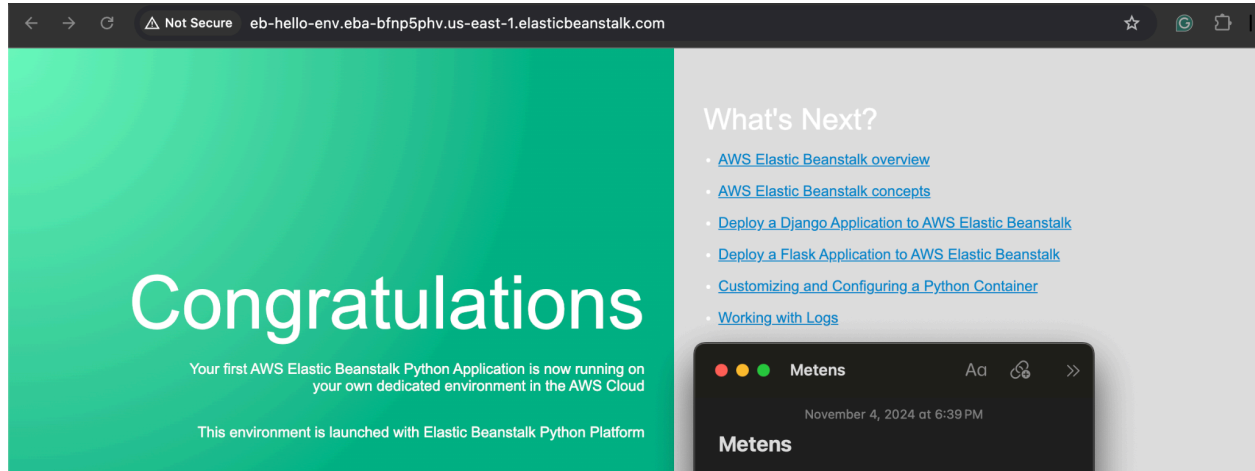 Not Secure eb-hello-env.eba-bfnp5phv.us-east-1.elasticbeanstalk.com
Congratulations
Your first AWS Elastic Beanstalk Python Application is now running on
your own dedicated environment in the AWS Cloud
This environment is launched with Elastic Beanstalk Python Platform
What's Next?
AWS Elastic Beanstalk overview
AWS Elastic Beanstalk concepts
Deploy a Django Application to AWS Elastic Beanstalk
Deploy a Flask Application to AWS Elastic Beanstalk
Customizing and Configuring a Python Container
Working with Logs
Metens Aa
November 4, 2024 at 6:39 PM
Metens